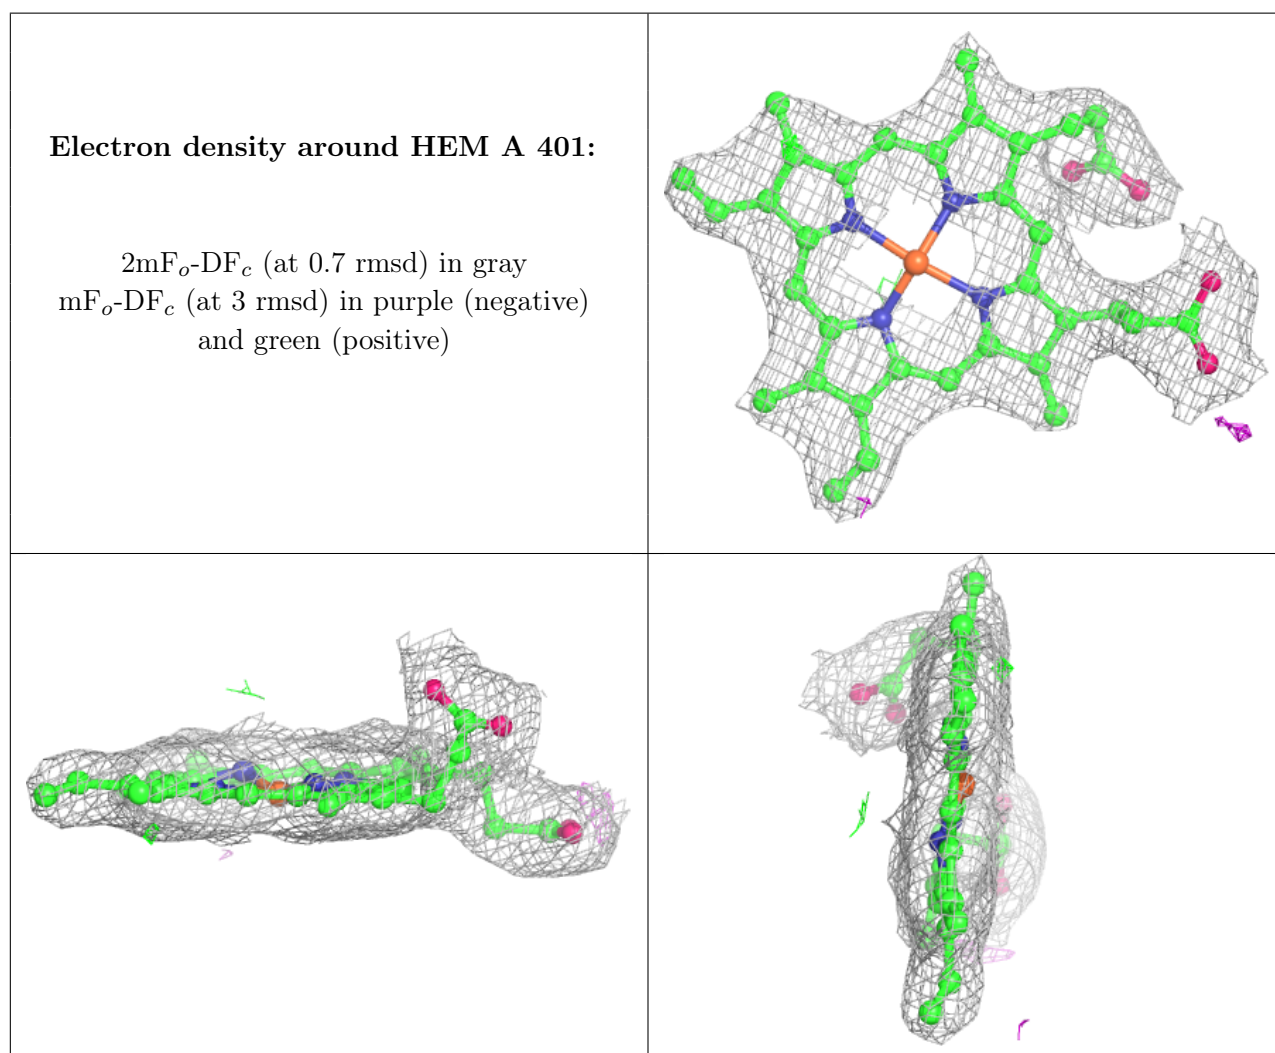 Electron density around HEM A 401:
2mFo-DFc (at 0.7 rmsd) in gray
mFo-DFc (at 3 rmsd) in purple (negative)
and green (positive)